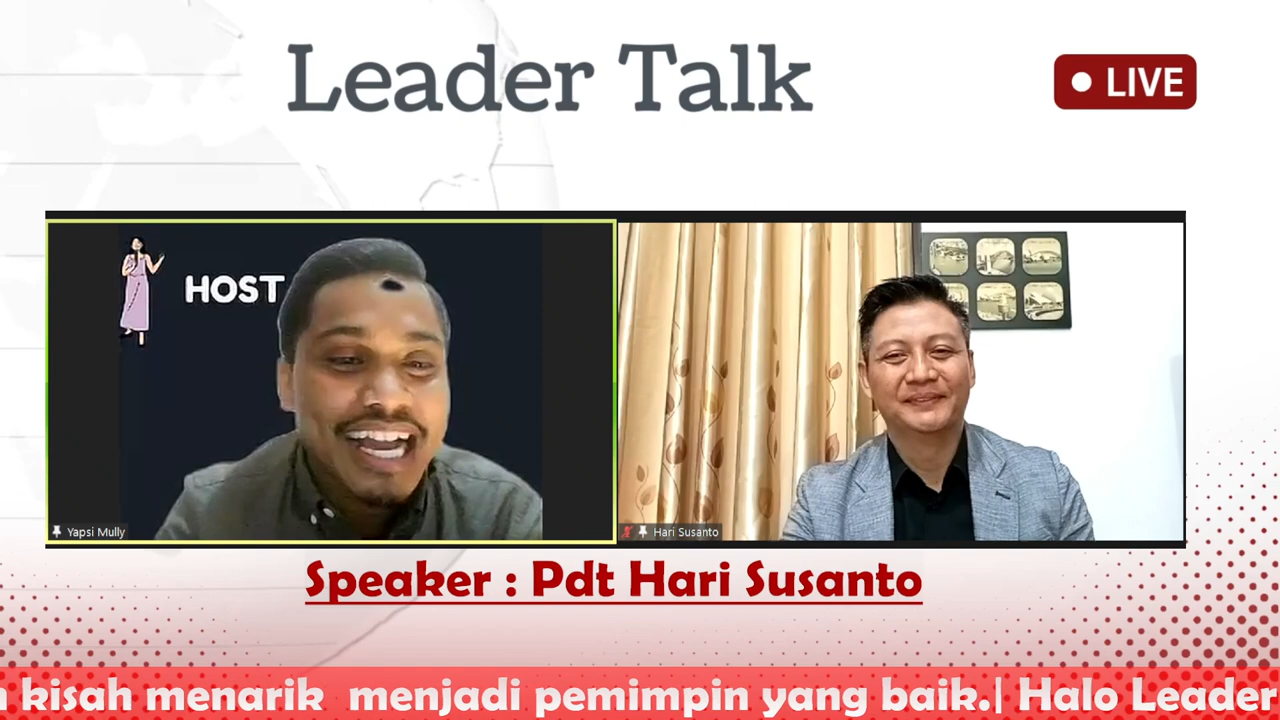 Leader Talk
LIVE
HOST
Yapsi Mully
Hari Susanto
Speaker : Pdt Hari Susanto
kisah menarik menjadi pemimpin yang baik.| Halo Leader